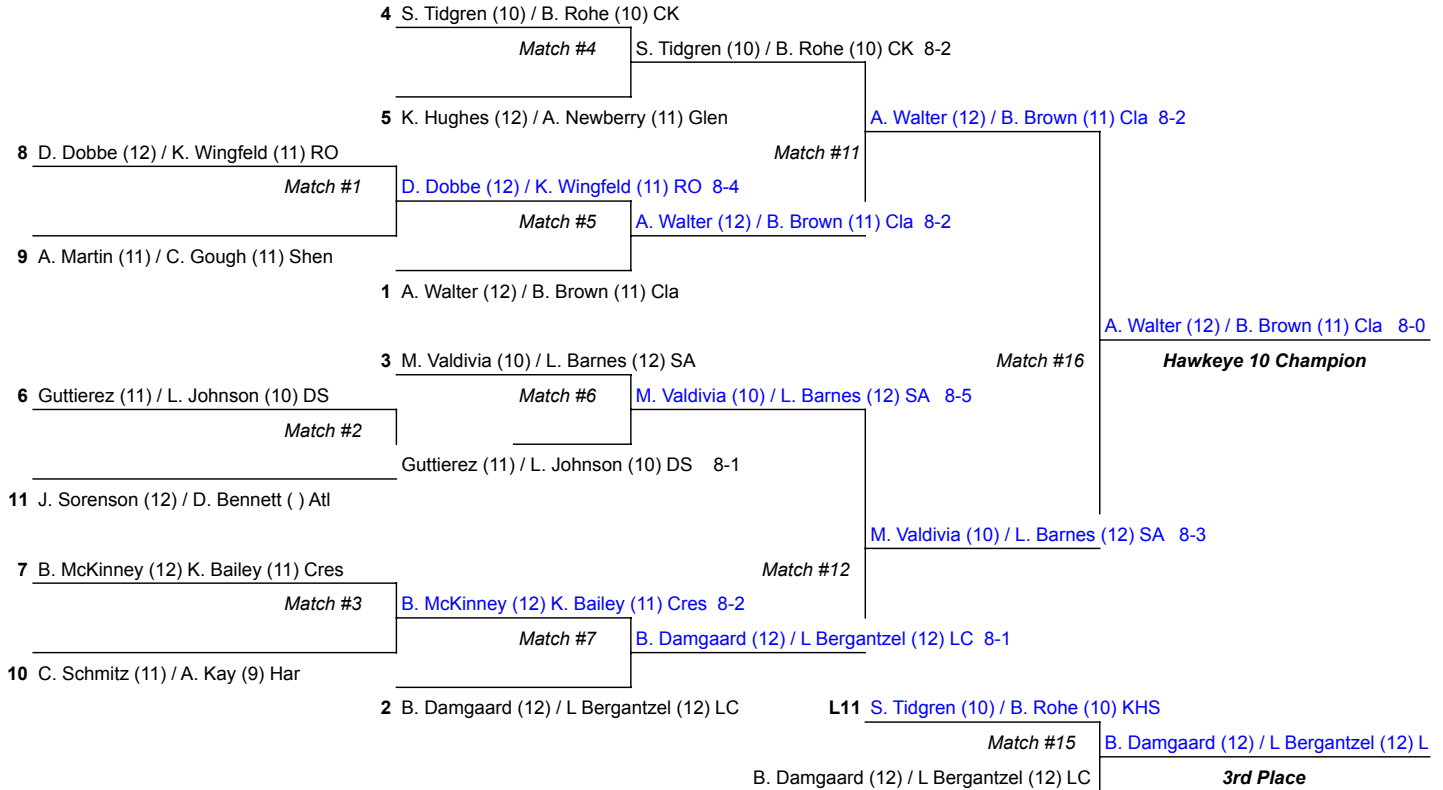 4 S. Tidgren (10) / B. Rohe (10) CK
Match #4 S. Tidgren (10) / B. Rohe (10) CK 8-2
5 K. Hughes (12) / A. Newberry (11) Glen A. Walter (12) / B. Brown (11) Cla 8-2
8 D. Dobbe (12) / K. Wingfeld (11) RO Match #11
Match #1 D. Dobbe (12) / K. Wingfeld (11) RO 8-4
Match #5 A. Walter (12) / B. Brown (11) Cla 8-2
9 A. Martin (11) / C. Gough (11) Shen
1 A. Walter (12) / B. Brown (11) Cla
A. Walter (12) / B. Brown (11) Cla 8-0
3 M. Valdivia (10) / L. Barnes (12) SA Match #16 Hawkeye 10 Champion
6 Guttierez (11) / L. Johnson (10) DS Match #6 M. Valdivia (10) / L. Barnes (12) SA 8-5
Match #2
Guttierez (11) / L. Johnson (10) DS 8-1
11 J. Sorenson (12) / D. Bennett ( ) Atl
M. Valdivia (10) / L. Barnes (12) SA 8-3
7 B. McKinney (12) K. Bailey (11) Cres Match #12
Match #3 B. McKinney (12) K. Bailey (11) Cres 8-2
Match #7 B. Damgaard (12) / L Bergantzel (12) LC 8-1
10 C. Schmitz (11) / A. Kay (9) Har
2 B. Damgaard (12) / L Bergantzel (12) LC L11 S. Tidgren (10) / B. Rohe (10) KHS
Match #15 B. Damgaard (12) / L Bergantzel (12) L
B. Damgaard (12) / L Bergantzel (12) LC 3rd Place